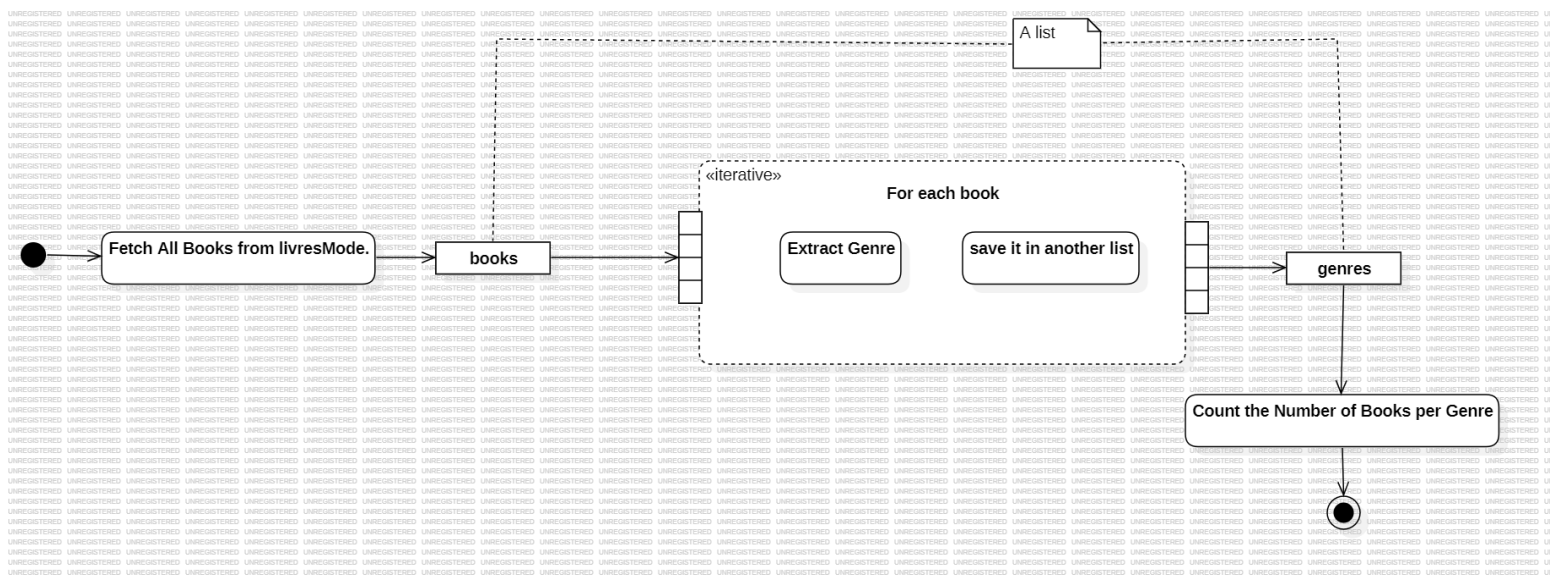 A list
«iterative»
For each book
Fetch All Books from livresMode.
books
Extract Genre
save it in another list
genres
Count the Number of Books per Genre
UNREGISTERED